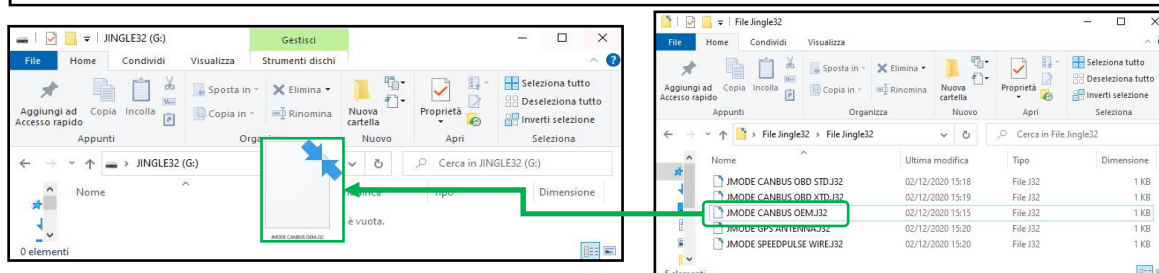 JINGLE32 (G:)
Gestisci
File Home Condividi Visualizza Strumenti dischi
Aggiungi ad Accesso rapido
Copia
Incolla
Sposta in
Copia in
Elimina
Rinomina
Nuova cartella
Proprietà
Seleziona tutto
Deseleziona tutto
Inverti selezione
Appunti Nuovo Apri Seleziona
JINGLE32 (G:)
Cerca in JINGLE32 (G:)
Nome Dimensione
è vuota.
JMODE CANBUS OEM.J32
0 elementi
File Jingle32
File Home Condividi Visualizza
Aggiungi ad Accesso rapido
Copia
Incolla
Sposta in
Copia in
Elimina
Rinomina
Nuova cartella
Proprietà
Seleziona tutto
Deseleziona tutto
Inverti selezione
Appunti Organizza Nuovo Apri Seleziona
File Jingle32 › File Jingle32
Cerca in File Jingle32
Nome Ultima modifica Tipo Dimensione
JMODE CANBUS OBD STD.J32 02/12/2020 15:18 File J32 1 KB
JMODE CANBUS OBD XTD.J32 02/12/2020 15:19 File J32 1 KB
JMODE CANBUS OEM.J32 02/12/2020 15:15 File J32 1 KB
JMODE GPS ANTENNA.J32 02/12/2020 15:20 File J32 1 KB
JMODE SPEEDPULSE WIRE.J32 02/12/2020 15:20 File J32 1 KB